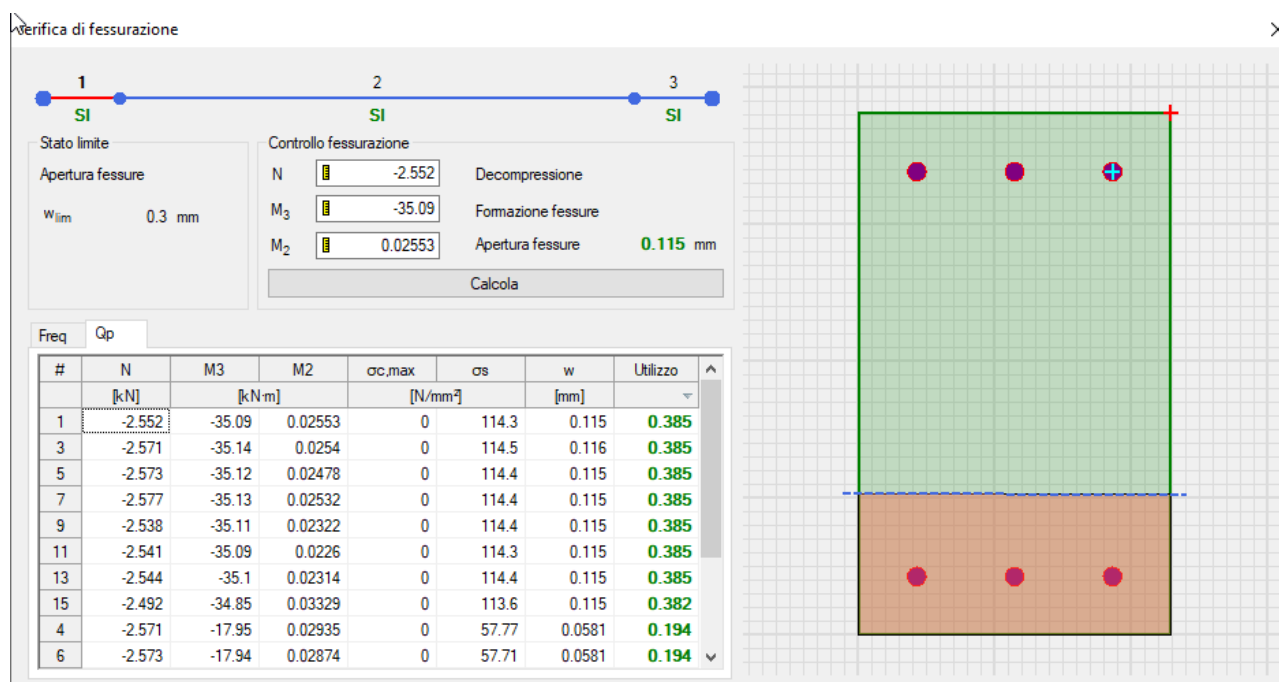 verifica di fessurazione
1 2 3
SI SI SI
Stato limite
Apertura fessure
wlim 0.3 mm
Controllo fessurazione
N -2.552 Decompressione
M3 -35.09 Formazione fessure
M2 0.02553 Apertura fessure 0.115 mm
Calcola
Freq Qp
# N M3 M2 σc,max σs w Utilizzo
[kN] [kN·m] [N/mm²] [mm]
1 -2.552 -35.09 0.02553 0 114.3 0.115 0.385
3 -2.571 -35.14 0.0254 0 114.5 0.116 0.385
5 -2.573 -35.12 0.02478 0 114.4 0.115 0.385
7 -2.577 -35.13 0.02532 0 114.4 0.115 0.385
9 -2.538 -35.11 0.02322 0 114.4 0.115 0.385
11 -2.541 -35.09 0.0226 0 114.3 0.115 0.385
13 -2.544 -35.1 0.02314 0 114.4 0.115 0.385
15 -2.492 -34.85 0.03329 0 113.6 0.115 0.382
4 -2.571 -17.95 0.02935 0 57.77 0.0581 0.194
6 -2.573 -17.94 0.02874 0 57.71 0.0581 0.194